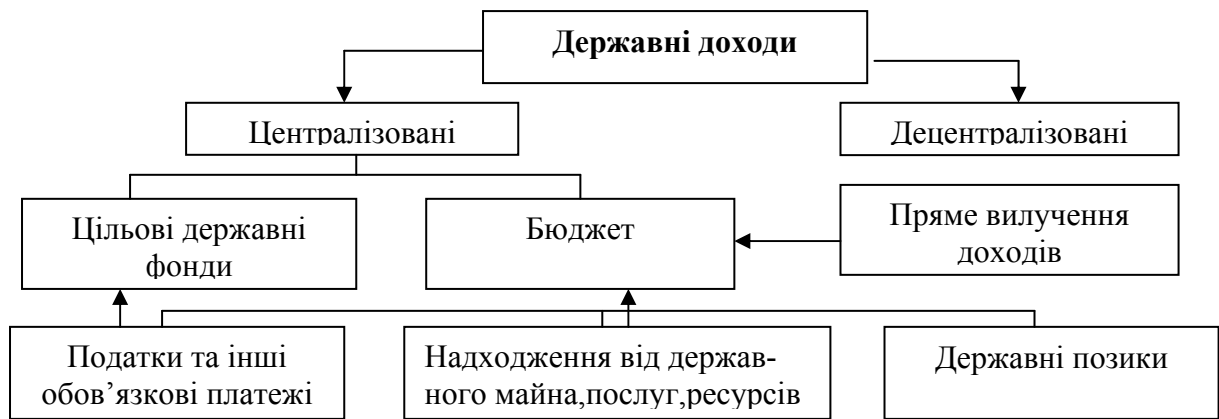 Державні доходи
Централізовані
Децентралізовані
Цільові державні
фонди
Бюджет
Пряме вилучення
доходів
Податки та інші
обов’язкові платежі
Надходження від держав-
ного майна,послуг,ресурсів
Державні позики